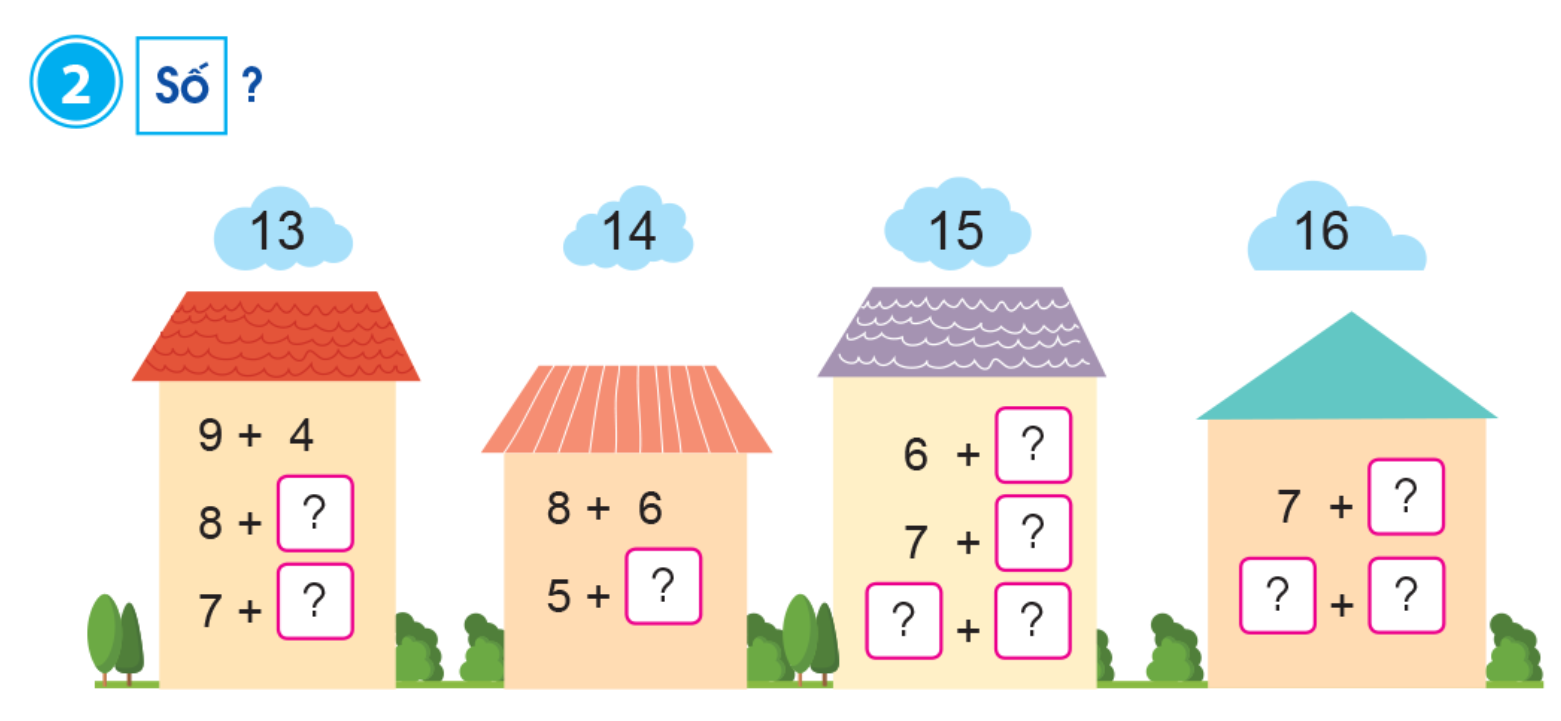 2 Số ?
13
9 + 4
8 + ?
7 + ?
14
8 + 6
5 + ?
15
6 + ?
7 + ?
? + ?
16
7 + ?
? + ?